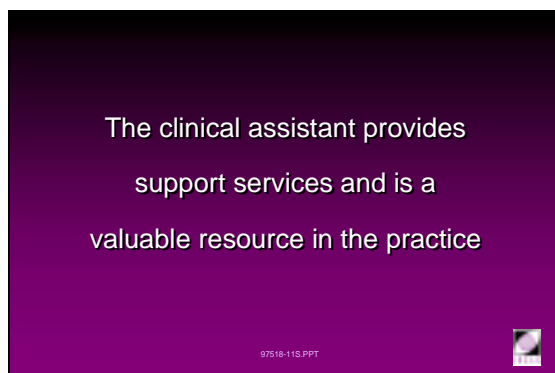 The clinical assistant provides
support services and is a
valuable resource in the practice
97518-11S.PPT